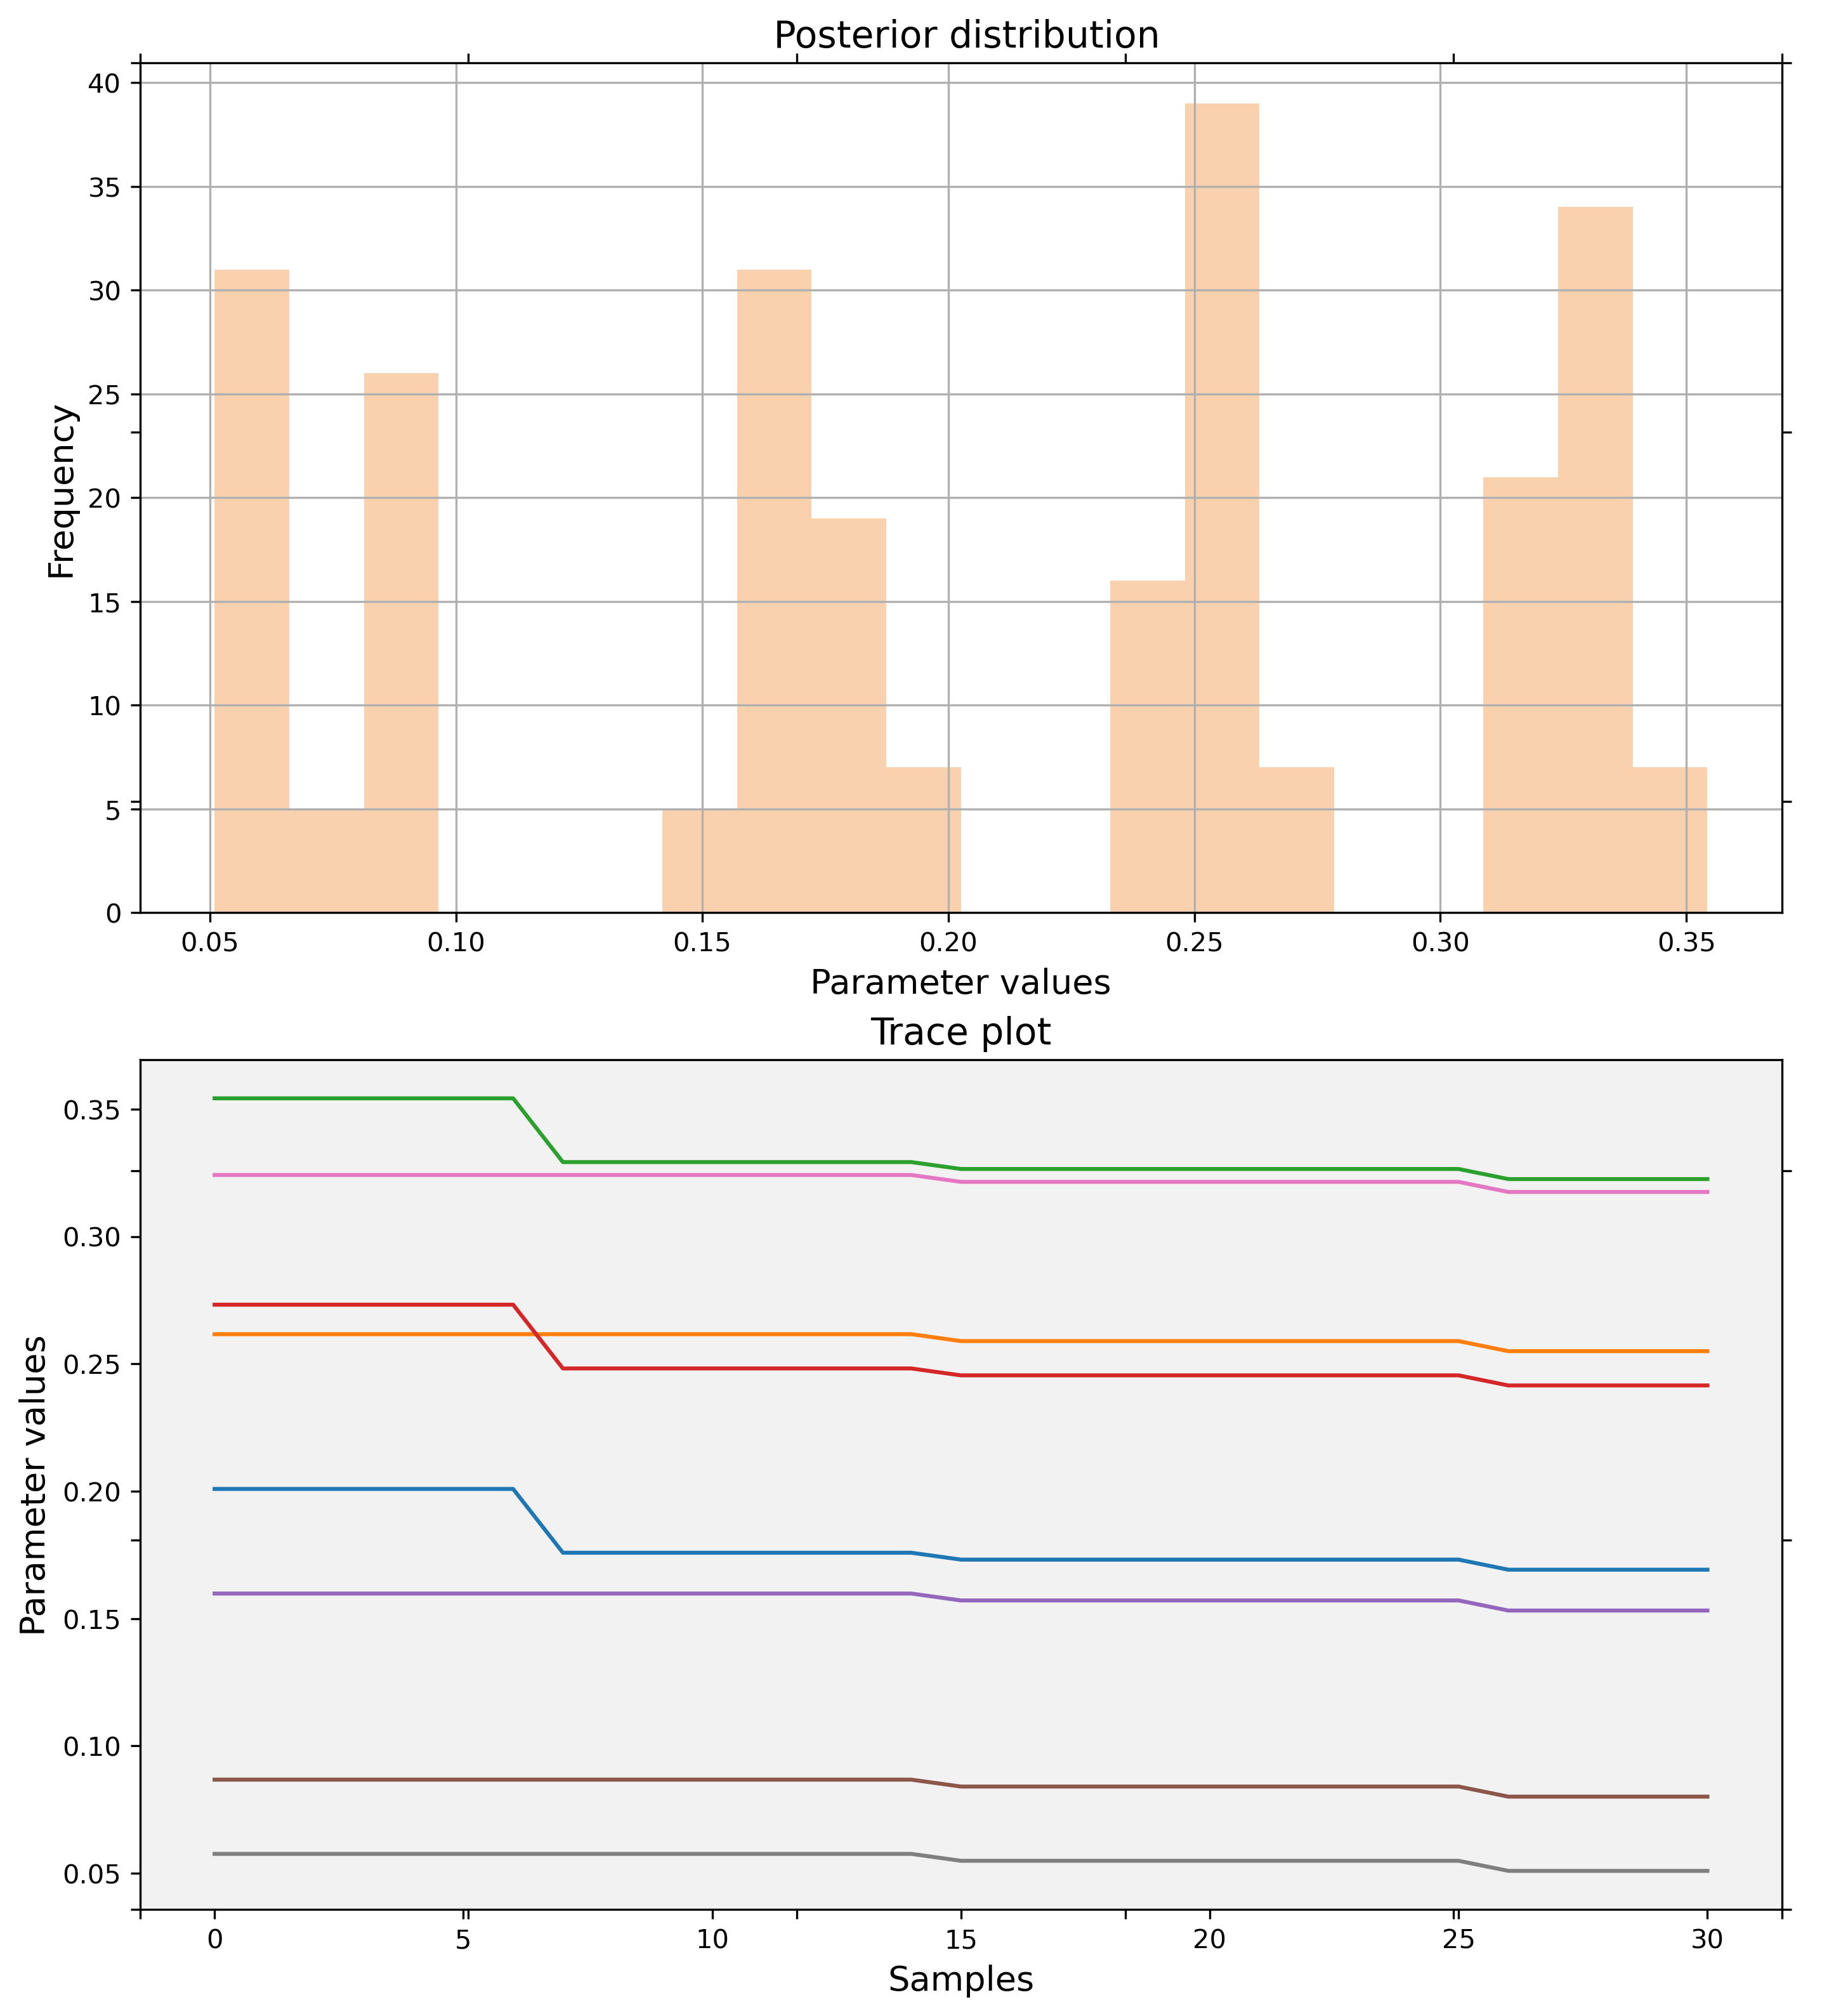 Posterior distribution
40
35
30
25
20
15
10
5
0
Frequency
0.05 0.10 0.15 0.20 0.25 0.30 0.35
Parameter values
Trace plot
0.35
0.30
0.25
0.20
0.15
0.10
0.05
Parameter values
0 5 10 15 20 25 30
Samples